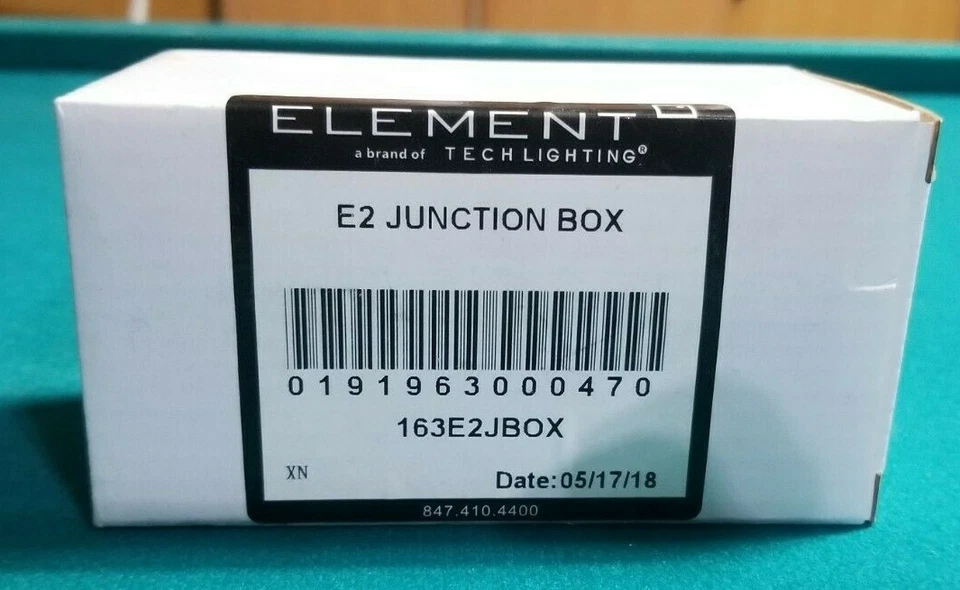 ELEMENT
a brand of TECH LIGHTING®
E2 JUNCTION BOX
0191963000470
163E2JBOX
XN Date:05/17/18
847.410.4400